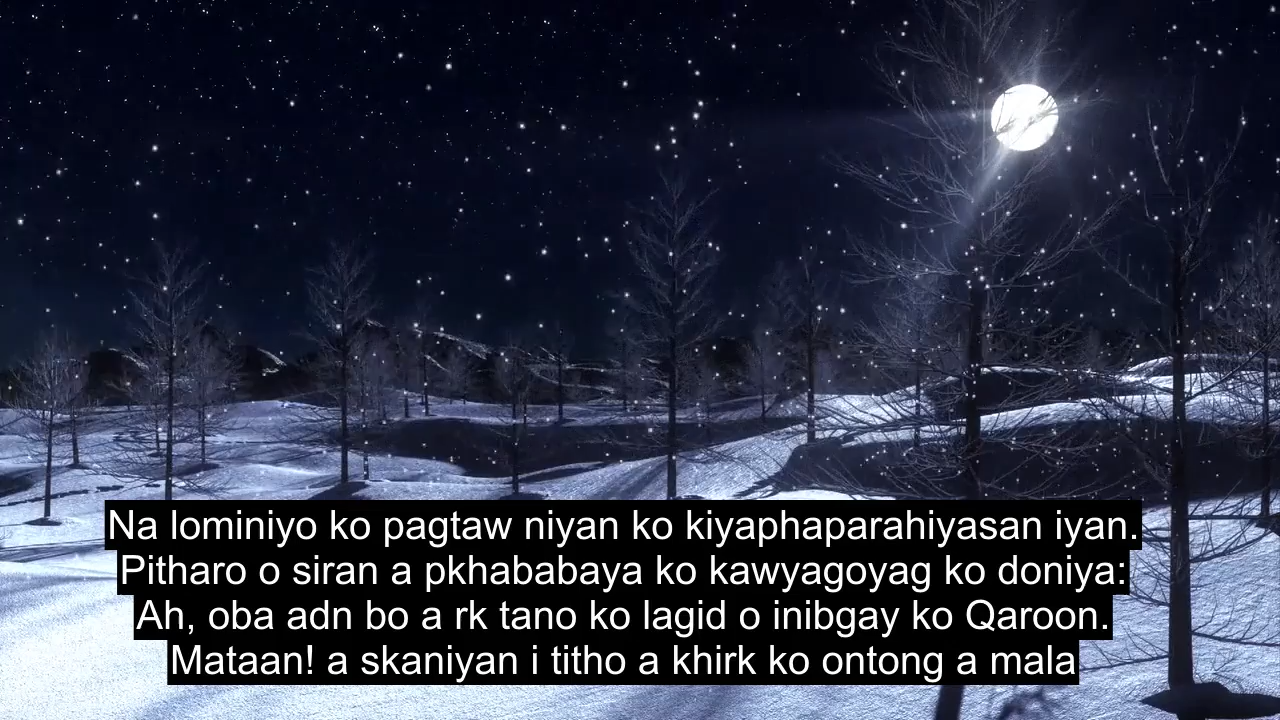 Na lominiyo ko pagtaw niyan ko kiyaphaparahiyasan iyan.
Pitharo o siran a pkhababaya ko kawyagoyag ko doniya:
Ah, oba adn bo a rk tano ko lagid o inibgay ko Qaroon.
Mataan! a skaniyan i titho a khirk ko ontong a mala